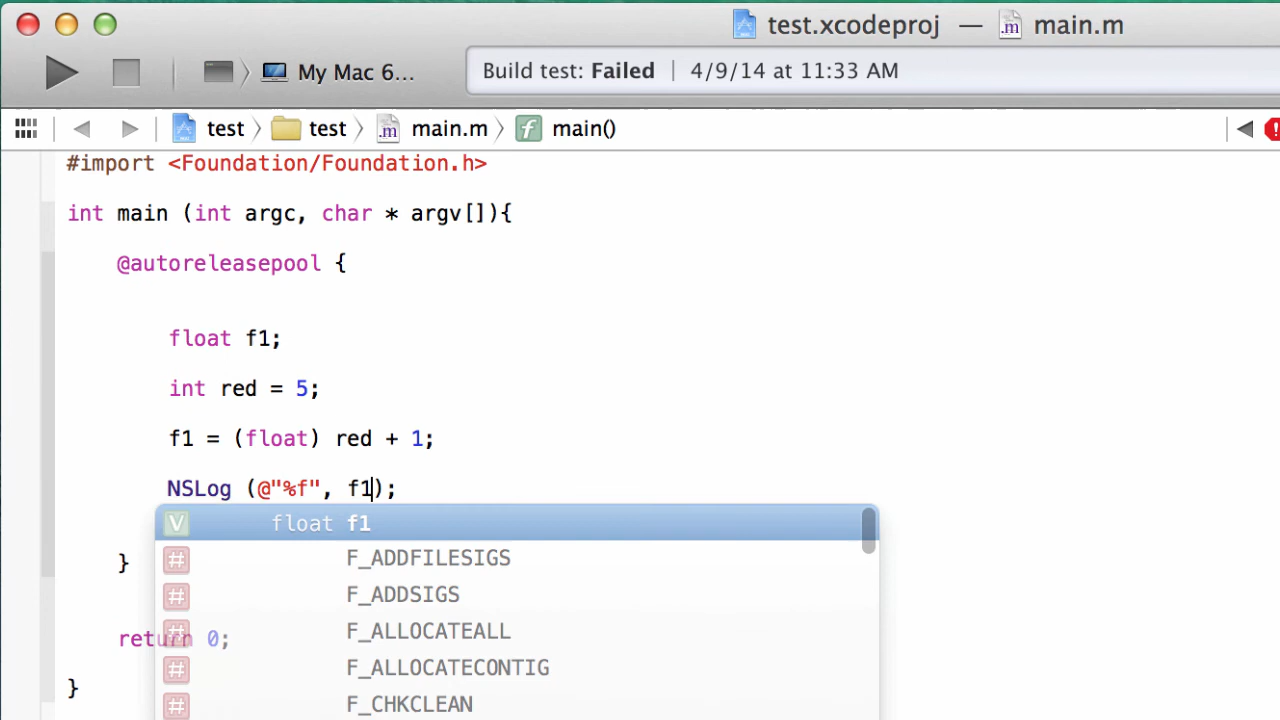 test.xcodeproj — main.m
My Mac 6...
Build test: Failed | 4/9/14 at 11:33 AM
test test main.m main()
#import <Foundation/Foundation.h>
int main (int argc, char * argv[]){
@autoreleasepool {
float f1;
int red = 5;
f1 = (float) red + 1;
NSLog (@"%f", f1);
V float f1
# F_ADDFILESIGS
# F_ADDSIGS
}
# F_ALLOCATEALL
return 0;
# F_ALLOCATECONTIG
}
# F_CHKCLEAN